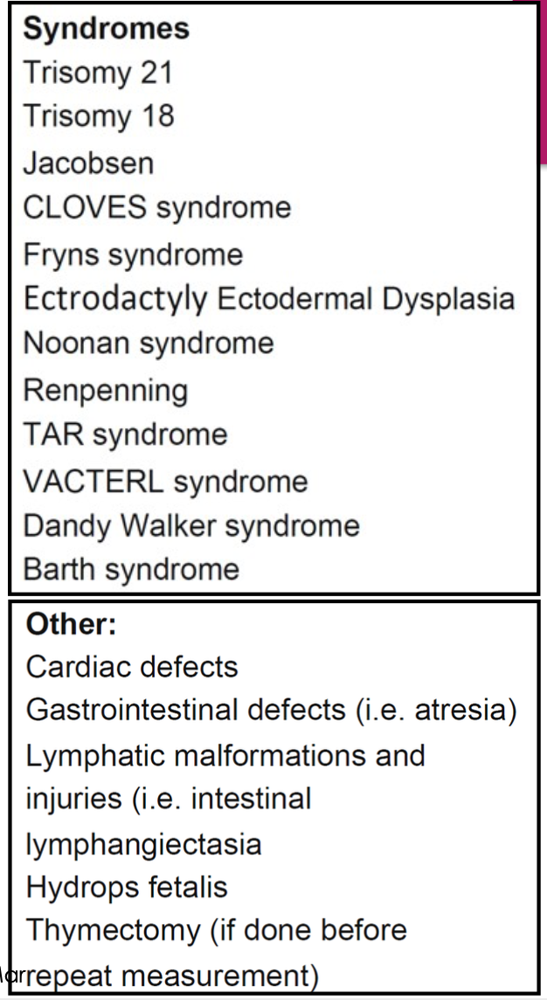 Syndromes
Trisomy 21
Trisomy 18
Jacobsen
CLOVES syndrome
Fryns syndrome
Ectrodactyly Ectodermal Dysplasia
Noonan syndrome
Renpenning
TAR syndrome
VACTERL syndrome
Dandy Walker syndrome
Barth syndrome
Other:
Cardiac defects
Gastrointestinal defects (i.e. atresia)
Lymphatic malformations and
injuries (i.e. intestinal
lymphangiectasia
Hydrops fetalis
Thymectomy (if done before
repeat measurement)